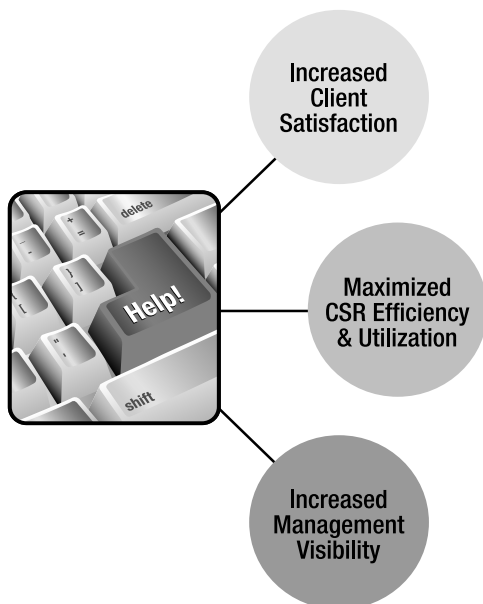 Increased
Client
Satisfaction
delete
+
=
-
}
]
Help!
{
[
"
,
shift
Maximized
CSR Efficiency
& Utilization
Increased
Management
Visibility